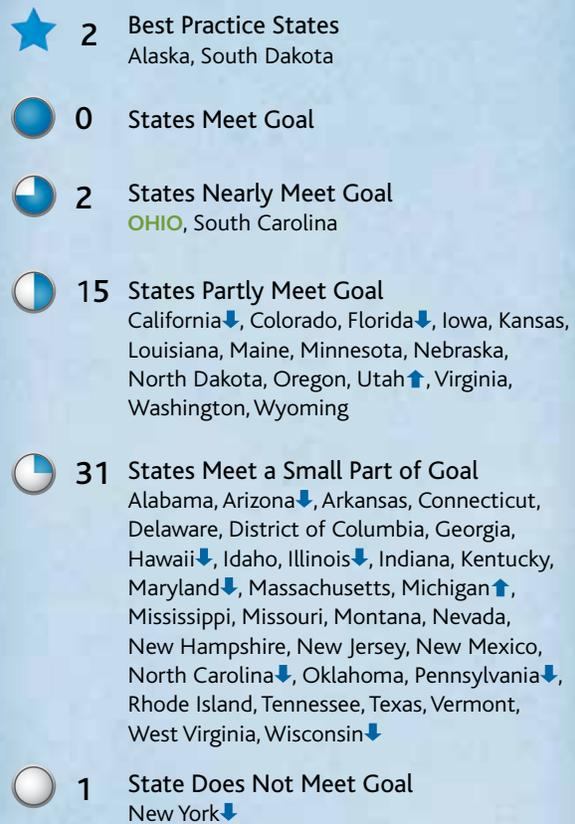 2 Best Practice States
Alaska, South Dakota
0 States Meet Goal
2 States Nearly Meet Goal
OHIO, South Carolina
15 States Partly Meet Goal
California⬇, Colorado, Florida⬇, Iowa, Kansas,
Louisiana, Maine, Minnesota, Nebraska,
North Dakota, Oregon, Utah⬆, Virginia,
Washington, Wyoming
31 States Meet a Small Part of Goal
Alabama, Arizona⬇, Arkansas, Connecticut,
Delaware, District of Columbia, Georgia,
Hawaii⬇, Idaho, Illinois⬇, Indiana, Kentucky,
Maryland⬇, Massachusetts, Michigan⬆,
Mississippi, Missouri, Montana, Nevada,
New Hampshire, New Jersey, New Mexico,
North Carolina⬇, Oklahoma, Pennsylvania⬇,
Rhode Island, Tennessee, Texas, Vermont,
West Virginia, Wisconsin⬇
1 State Does Not Meet Goal
New York⬇